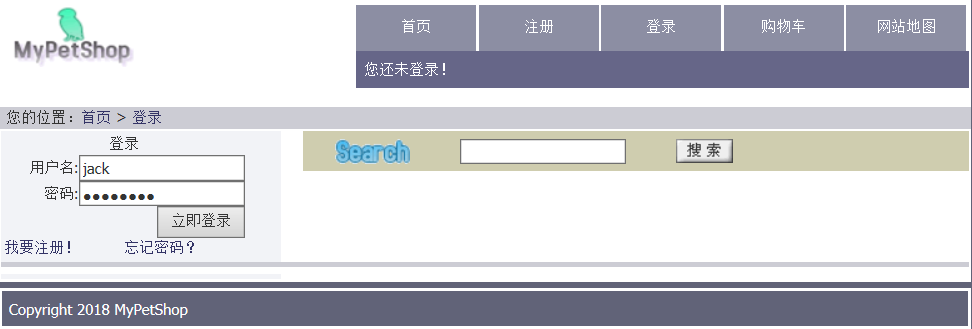 MyPetShop
首页 注册 登录 购物车 网站地图
您还未登录!
您的位置：首页 > 登录
登录
用户名: jack
密码: ●●●●●●●●
立即登录
我要注册! 忘记密码?
Search 搜 索
Copyright 2018 MyPetShop